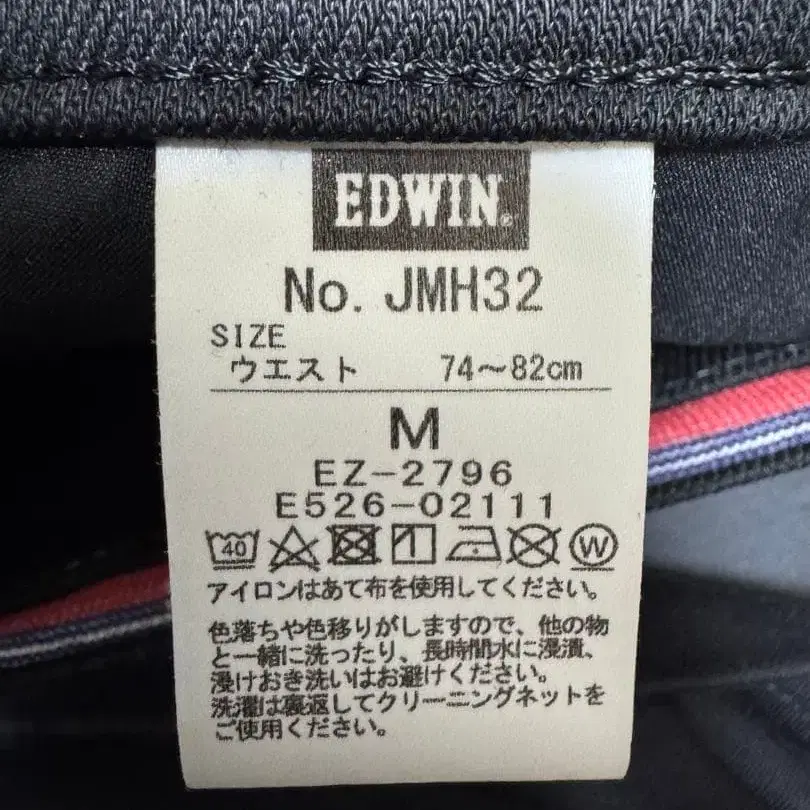 EDWIN®
No. JMH32
SIZE
ウエスト 74～82cm
M
EZ-2796
E526-02111
40 W
アイロンはあて布を使用してください。
色落ちや色移りがしますので、他の物
と一緒に洗ったり、長時間水に浸漬、
浸けおき洗いはお避けください。
洗濯は裏返してクリーニングネットを
ご使用ください。